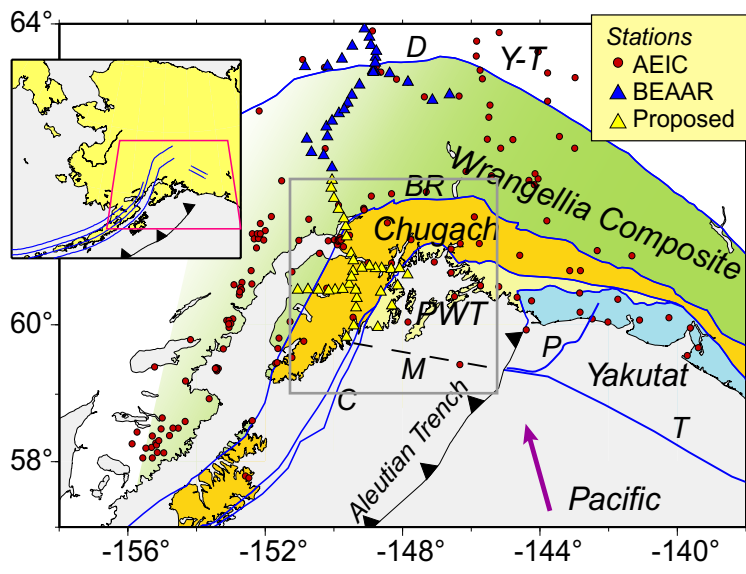 64°
D
Y-T
Stations
AEIC
BEAAR
Proposed
BR
Wrangellia Composite
Chugach
60°
PWT
P
M
Yakutat
C
T
Aleutian Trench
58°
Pacific
-156°
-152°
-148°
-144°
-140°